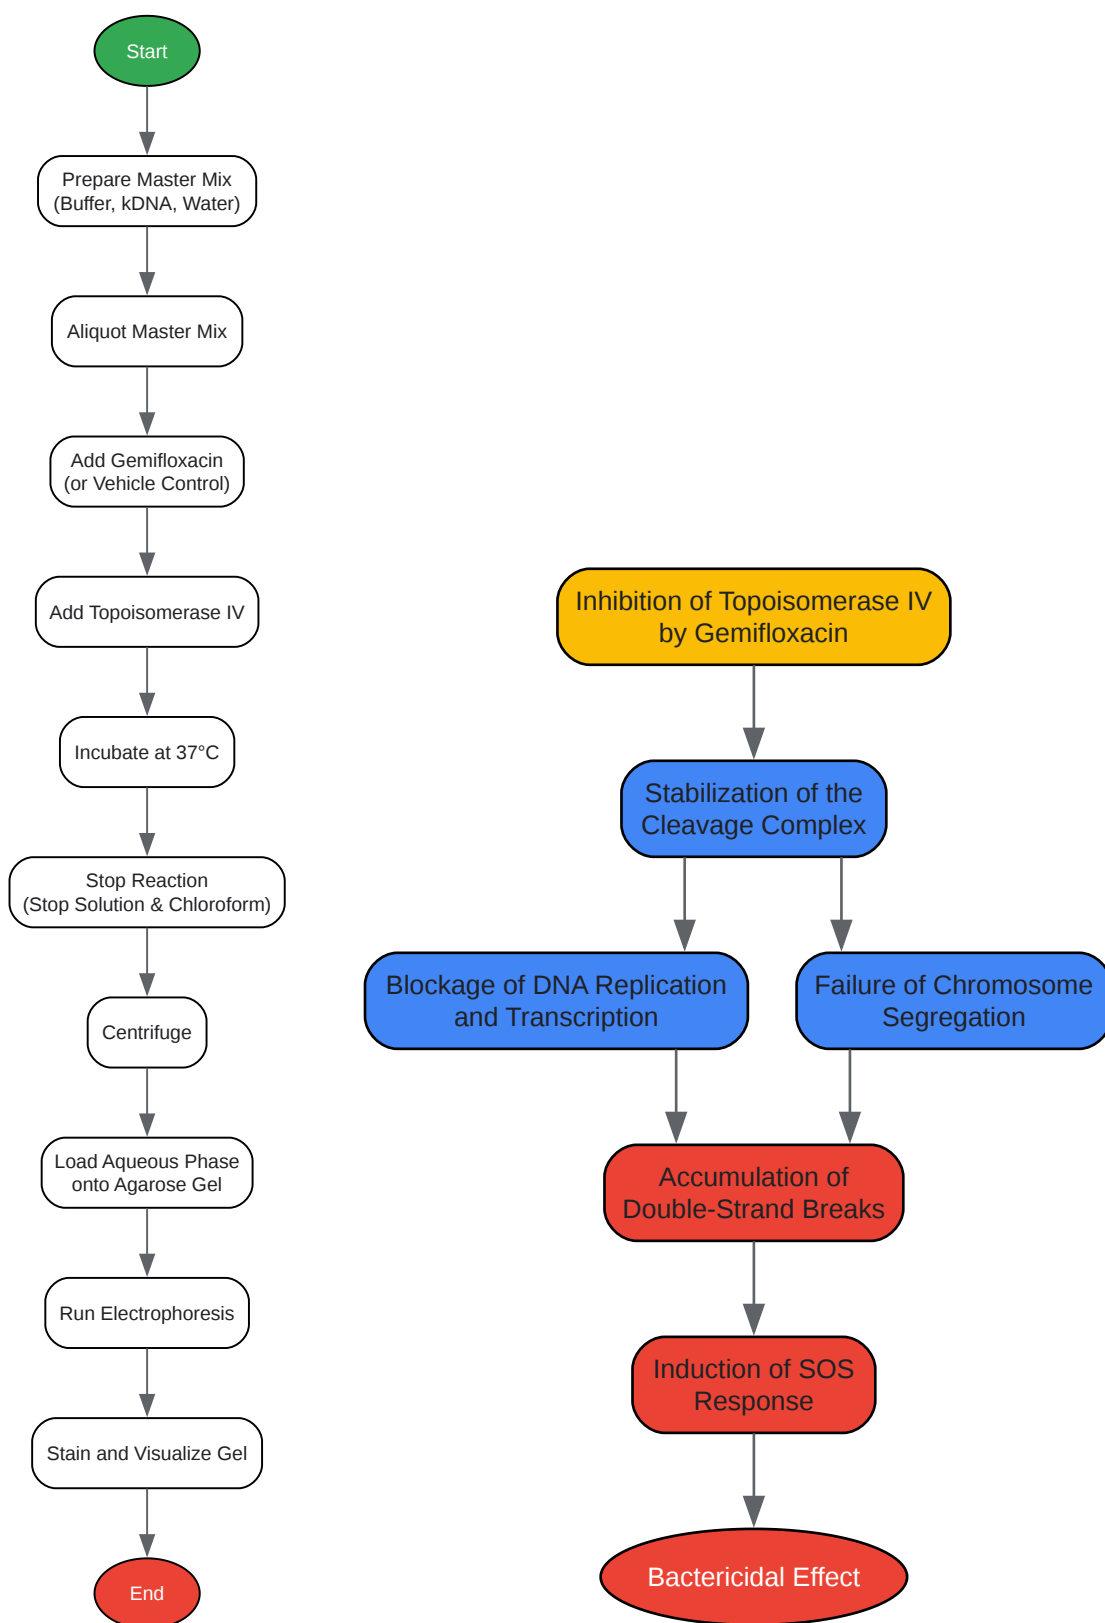 Start
Prepare Master Mix
(Buffer, kDNA, Water)
Aliquot Master Mix
Add Gemifloxacin
(or Vehicle Control)
Add Topoisomerase IV
Incubate at 37°C
Stop Reaction
(Stop Solution & Chloroform)
Centrifuge
Load Aqueous Phase
onto Agarose Gel
Run Electrophoresis
Stain and Visualize Gel
End
Inhibition of Topoisomerase IV
by Gemifloxacin
Stabilization of the
Cleavage Complex
Blockage of DNA Replication
and Transcription
Failure of Chromosome
Segregation
Accumulation of
Double-Strand Breaks
Induction of SOS
Response
Bactericidal Effect